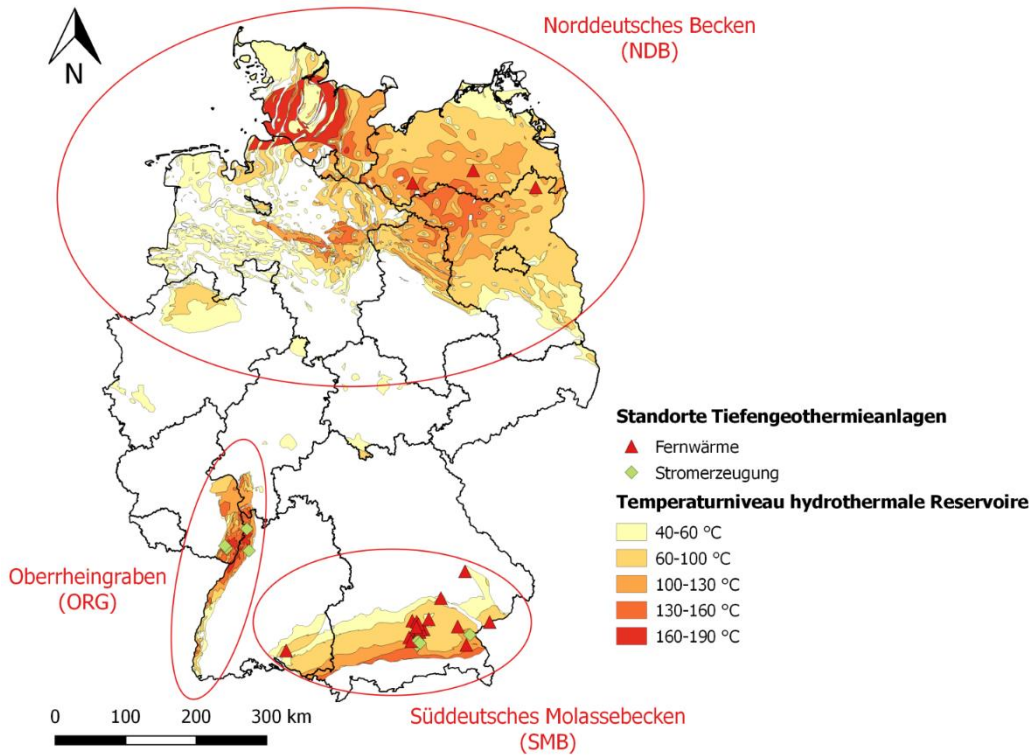 Norddeutsches Becken
(NDB)
N
Standorte Tiefengeothermieanlagen
Fernwärme
Stromerzeugung
Temperaturniveau hydrothermale Reservoire
40-60 °C
60-100 °C
100-130 °C
130-160 °C
160-190 °C
Oberrheingraben
(ORG)
0 100 200 300 km
Süddeutsches Molassebecken
(SMB)